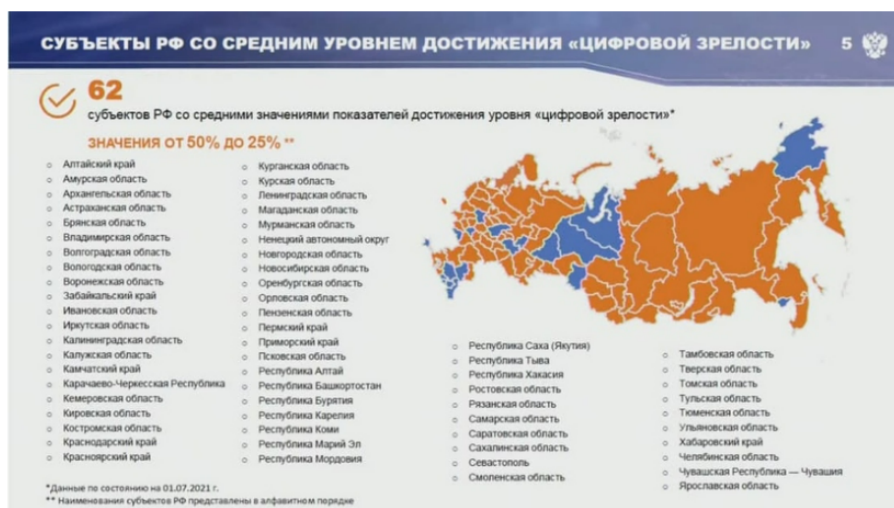 СУБЪЕКТЫ РФ СО СРЕДНИМ УРОВНЕМ ДОСТИЖЕНИЯ «ЦИФРОВОЙ ЗРЕЛОСТИ» 5
62
субъектов РФ со средними значениями показателей достижения уровня «цифровой зрелости»*
ЗНАЧЕНИЯ ОТ 50% ДО 25% **
Алтайский край
Амурская область
Архангельская область
Астраханская область
Брянская область
Владимирская область
Волгоградская область
Вологодская область
Воронежская область
Забайкальский край
Ивановская область
Иркутская область
Калининградская область
Калужская область
Камчатский край
Карачаево-Черкесская Республика
Кемеровская область
Кировская область
Костромская область
Краснодарский край
Красноярский край
Курганская область
Курская область
Ленинградская область
Магаданская область
Мурманская область
Ненецкий автономный округ
Новгородская область
Новосибирская область
Оренбургская область
Орловская область
Пензенская область
Пермский край
Приморский край
Псковская область
Республика Алтай
Республика Башкортостан
Республика Бурятия
Республика Карелия
Республика Коми
Республика Марий Эл
Республика Мордовия
Республика Саха (Якутия)
Республика Тыва
Республика Хакасия
Ростовская область
Рязанская область
Самарская область
Саратовская область
Сахалинская область
Севастополь
Смоленская область
Тамбовская область
Тверская область
Томская область
Тульская область
Тюменская область
Ульяновская область
Хабаровский край
Челябинская область
Чувашская Республика — Чувашия
Ярославская область
*Данные по состоянию на 01.07.2021 г.
** Наименования субъектов РФ представлены в алфавитном порядке